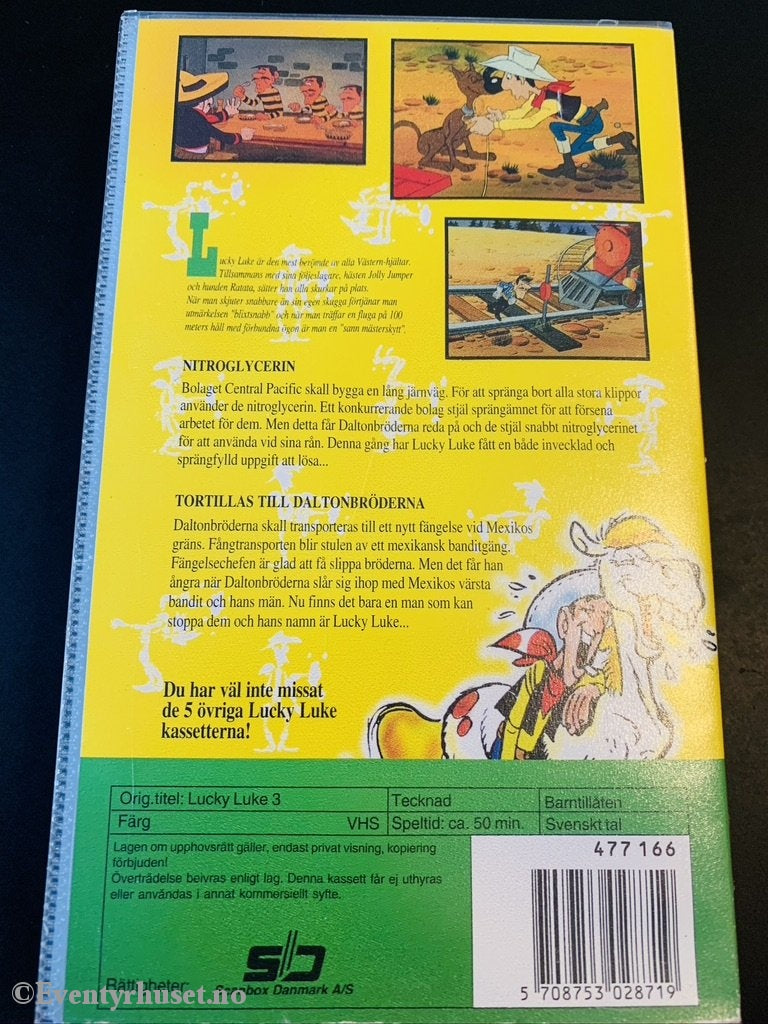 Lucky Luke är den mest berömde av alla Västern-hjältar.
Tillsammans med sina följeslagare, hästen Jolly Jumper
och hunden Ratata, sätter han alla skurkar på plats.
När man skjuter snabbare än sin egen skugga förtjänar man
utmärkelsen "blixtsnabb" och när man träffar en fluga på 100
meters håll med förbundna ögon är man en "sann mästerskytt".
NITROGLYCERIN
Bolaget Central Pacific skall bygga en lång järnväg. För att spränga bort alla stora klippor
använder de nitroglycerin. Ett konkurrerande bolag stjäl sprängämnet för att försena
arbetet för dem. Men detta får Daltonbröderna reda på och de stjäl snabbt nitroglycerinet
för att använda vid sina rån. Denna gång har Lucky Luke fått en både invecklad och
sprängfylld uppgift att lösa...
TORTILLAS TILL DALTONBRÖDERNA
Daltonbröderna skall transporteras till ett nytt fängelse vid Mexikos
gräns. Fångtransporten blir stulen av ett mexikansk banditgäng.
Fängelsechefen er glad att få slippa bröderna. Men det får han
ångra när Daltonbröderna slår sig ihop med Mexikos värsta
bandit och hans män. Nu finns det bara en man som kan
stoppa dem och hans namn är Lucky Luke...
Du har väl inte missat
de 5 övriga Lucky Luke
kassetterna!
Orig.titel: Lucky Luke 3 Tecknad Barntillåten
Färg VHS Speltid: ca. 50 min. Svenskt tal
Lagen om upphovsrätt gäller, endast privat visning, kopiering
förbjuden!
Överträdelse beivras enligt lag. Denna kassett får ej uthyras
eller användas i annat kommersiellt syfte.
477 166
Rättigheter: Scanbox Danmark A/S
5 708753 028719
©Eventyrhuset.no